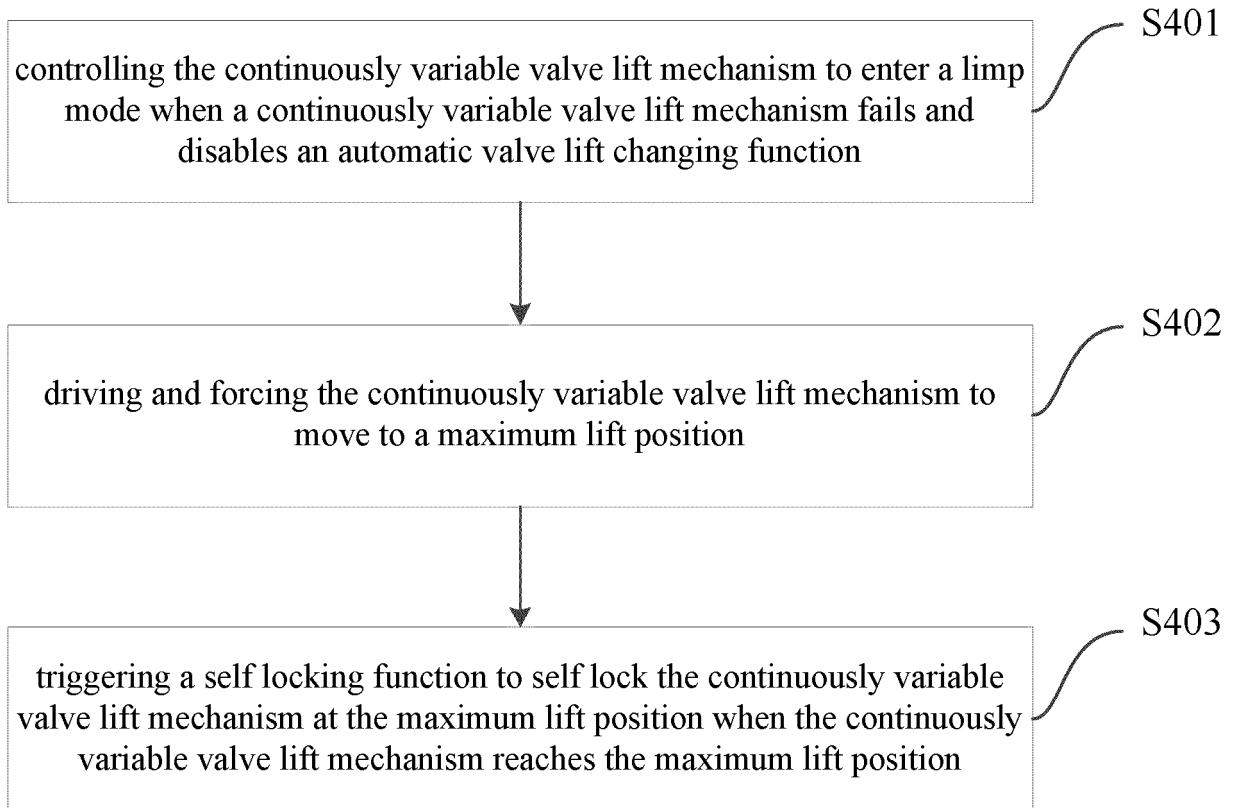 S401
controlling the continuously variable valve lift mechanism to enter a limp
mode when a continuously variable valve lift mechanism fails and
disables an automatic valve lift changing function
S402
driving and forcing the continuously variable valve lift mechanism to
move to a maximum lift position
S403
triggering a self locking function to self lock the continuously variable
valve lift mechanism at the maximum lift position when the continuously
variable valve lift mechanism reaches the maximum lift position